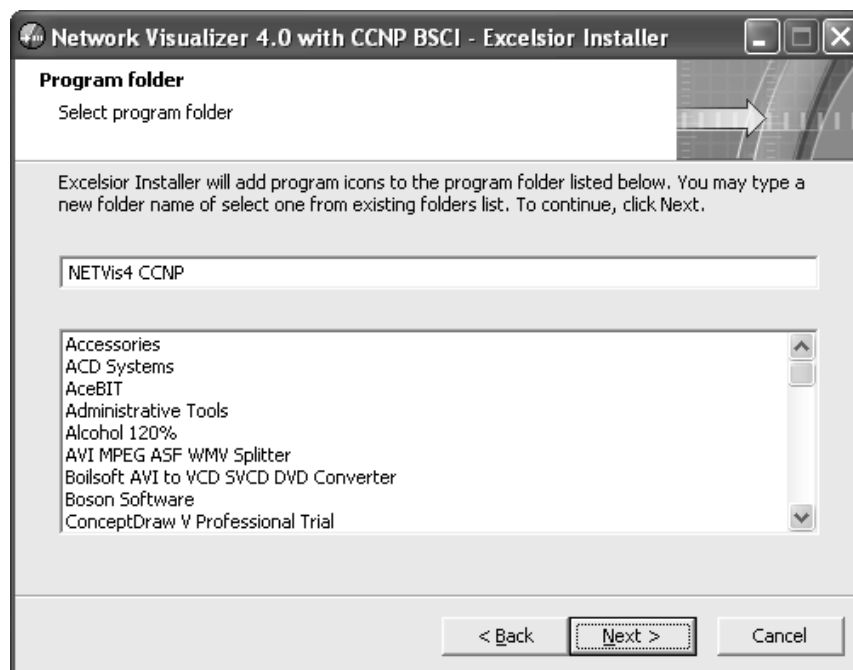 Network Visualizer 4.0 with CCNP BSCI - Excelsior Installer
Program folder
Select program folder
Excelsior Installer will add program icons to the program folder listed below. You may type a
new folder name of select one from existing folders list. To continue, click Next.
NETVis4 CCNP
Accessories
ACD Systems
AceBIT
Administrative Tools
Alcohol 120%
AVI MPEG ASF WMV Splitter
Boilsoft AVI to VCD SVCD DVD Converter
Boson Software
ConceptDraw V Professional Trial
< Back
Next >
Cancel